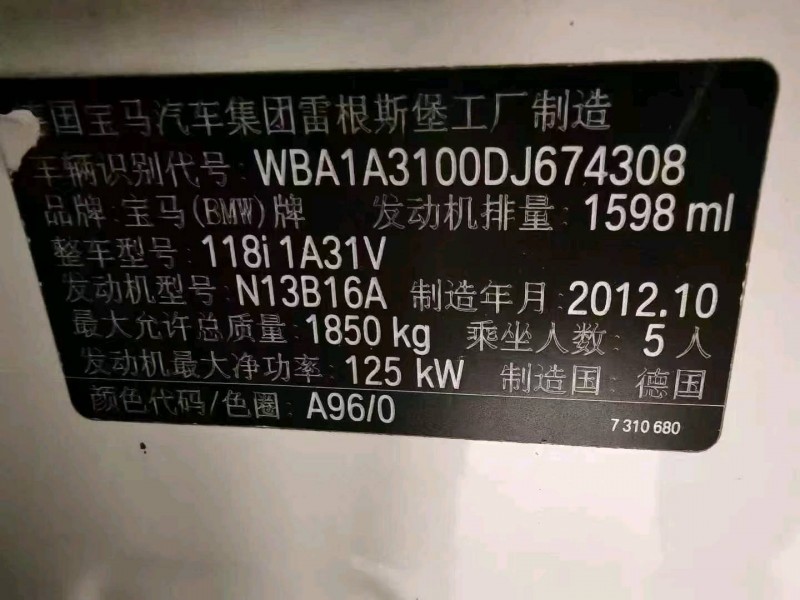 德国宝马汽车集团雷根斯堡工厂制造
车辆识别代号: WBA1A3100DJ674308
品牌: 宝马(BMW)牌 发动机排量: 1598 ml
整车型号: 118i 1A31V
发动机型号: N13B16A 制造年月: 2012.10
最大允许总质量: 1850 kg 乘坐人数: 5 人
发动机最大净功率: 125 kW 制造国: 德国
颜色代码/色圈: A96/0 7 310 680